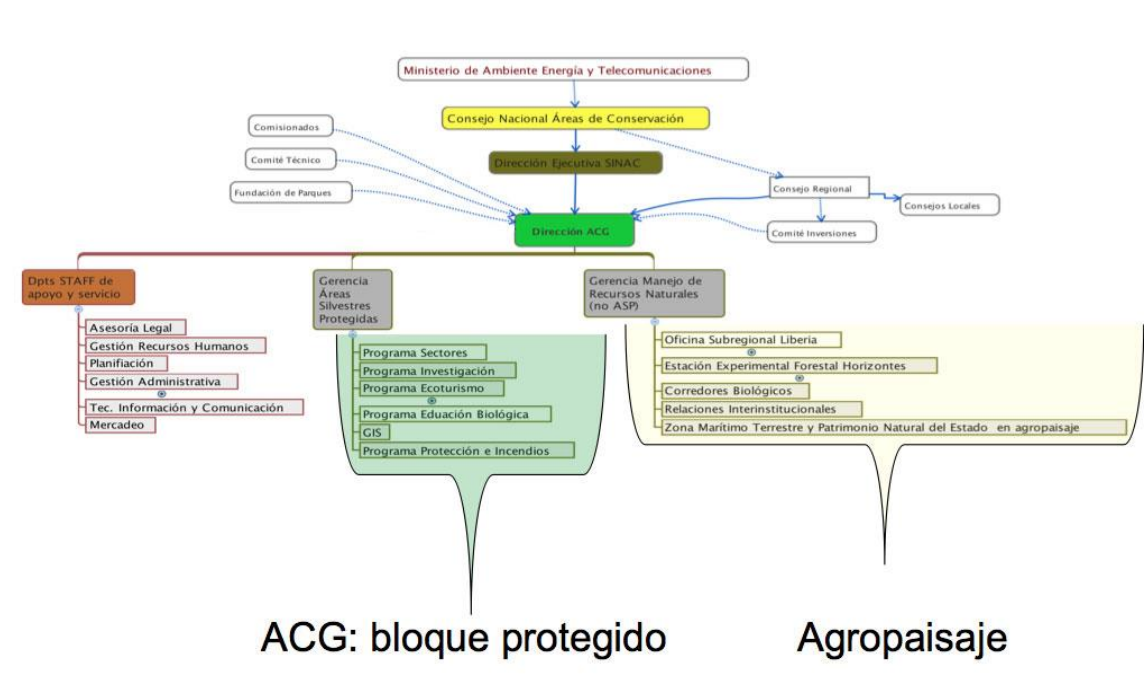 Ministerio de Ambiente Energía y Telecomunicaciones
Consejo Nacional Áreas de Conservación
Comisionados
Dirección Ejecutiva SINAC
Comité Técnico
Consejo Regional
Fundación de Parques
Consejos Locales
Dirección ACG
Comité Inversiones
Dpts STAFF de
apoyo y servicio
Asesoría Legal
Gestión Recursos Humanos
Planifiación
Gestión Administrativa
Tec. Información y Comunicación
Mercadeo
Gerencia
Áreas
Silvestres
Protegidas
Programa Sectores
Programa Investigación
Programa Ecoturismo
Programa Eduación Biológica
GIS
Programa Protección e Incendios
Gerencia Manejo de
Recursos Naturales
(no ASP)
Oficina Subregional Liberia
Estación Experimental Forestal Horizontes
Corredores Biológicos
Relaciones Interinstitucionales
Zona Marítimo Terrestre y Patrimonio Natural del Estado en agropaisaje
ACG: bloque protegido
Agropaisaje